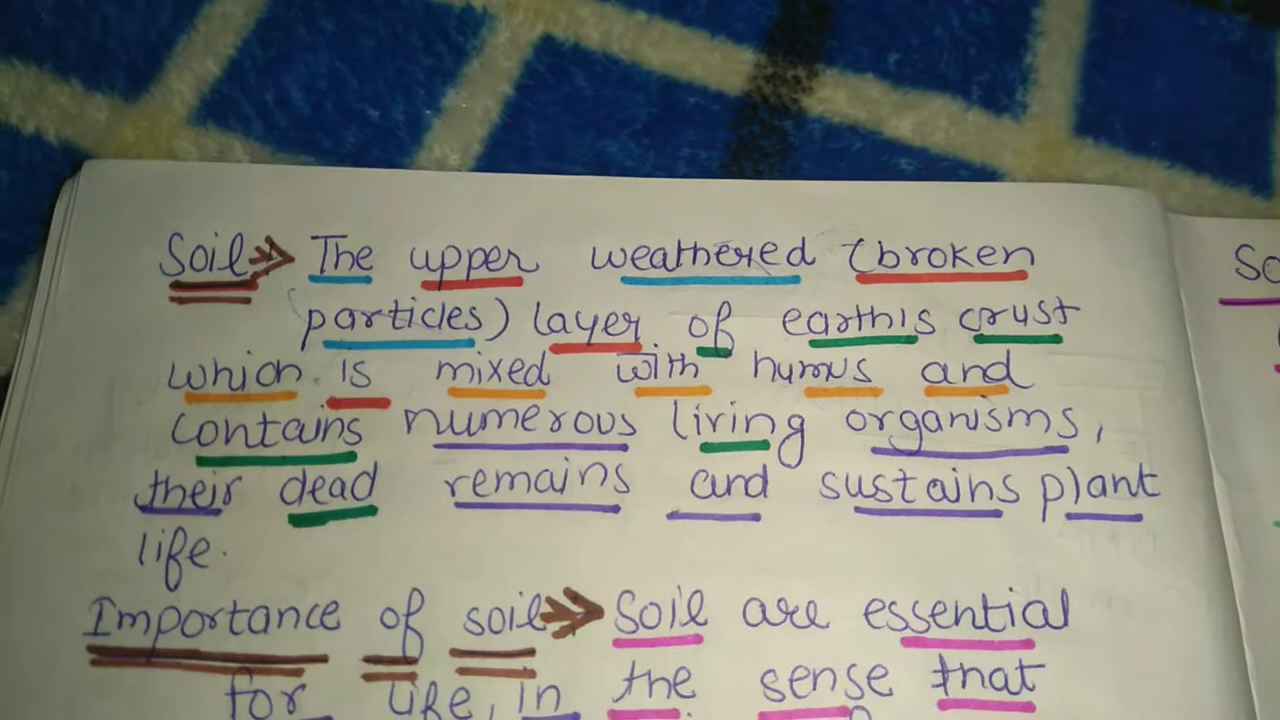 Soil → The upper weathered (broken
particles) layer of earth's crust
which is mixed with humus and
contains numerous living organisms,
their dead remains and sustains plant
life.
Importance of soil → Soil are essential
for life, in the sense that
So